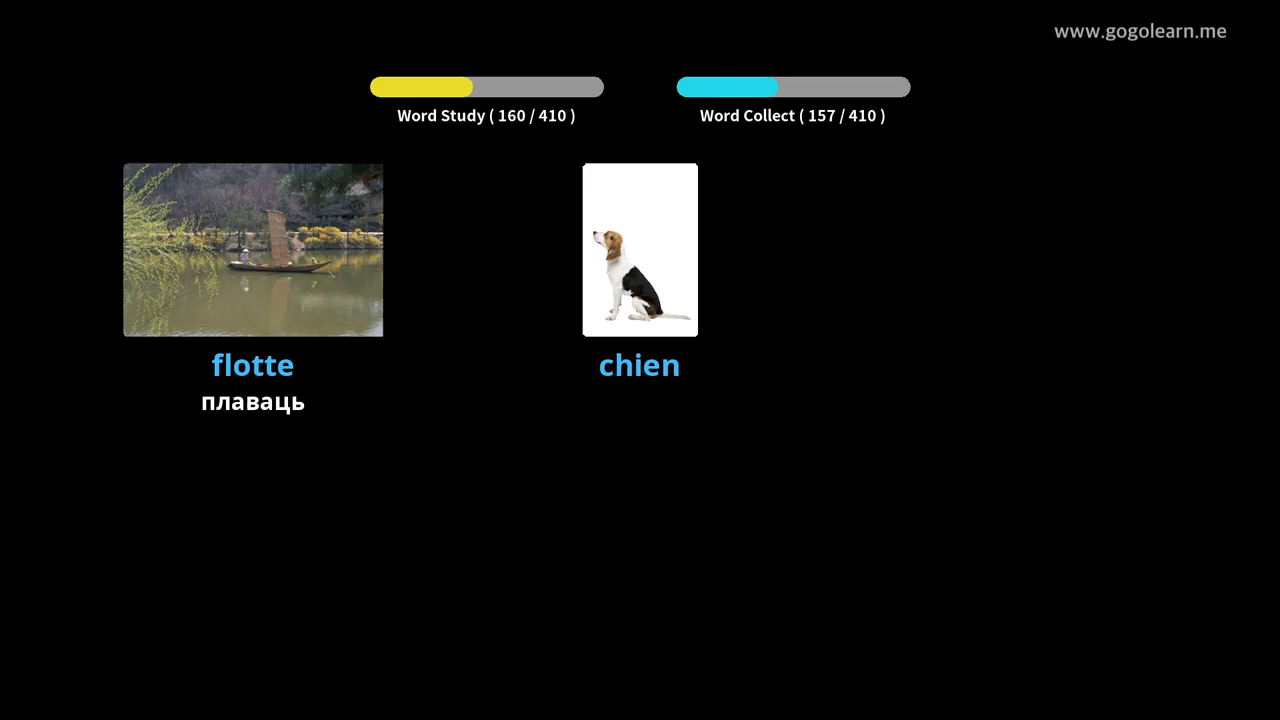 www.gogolearn.me
Word Study ( 160 / 410 )
Word Collect ( 157 / 410 )
flotte
плаваць
chien